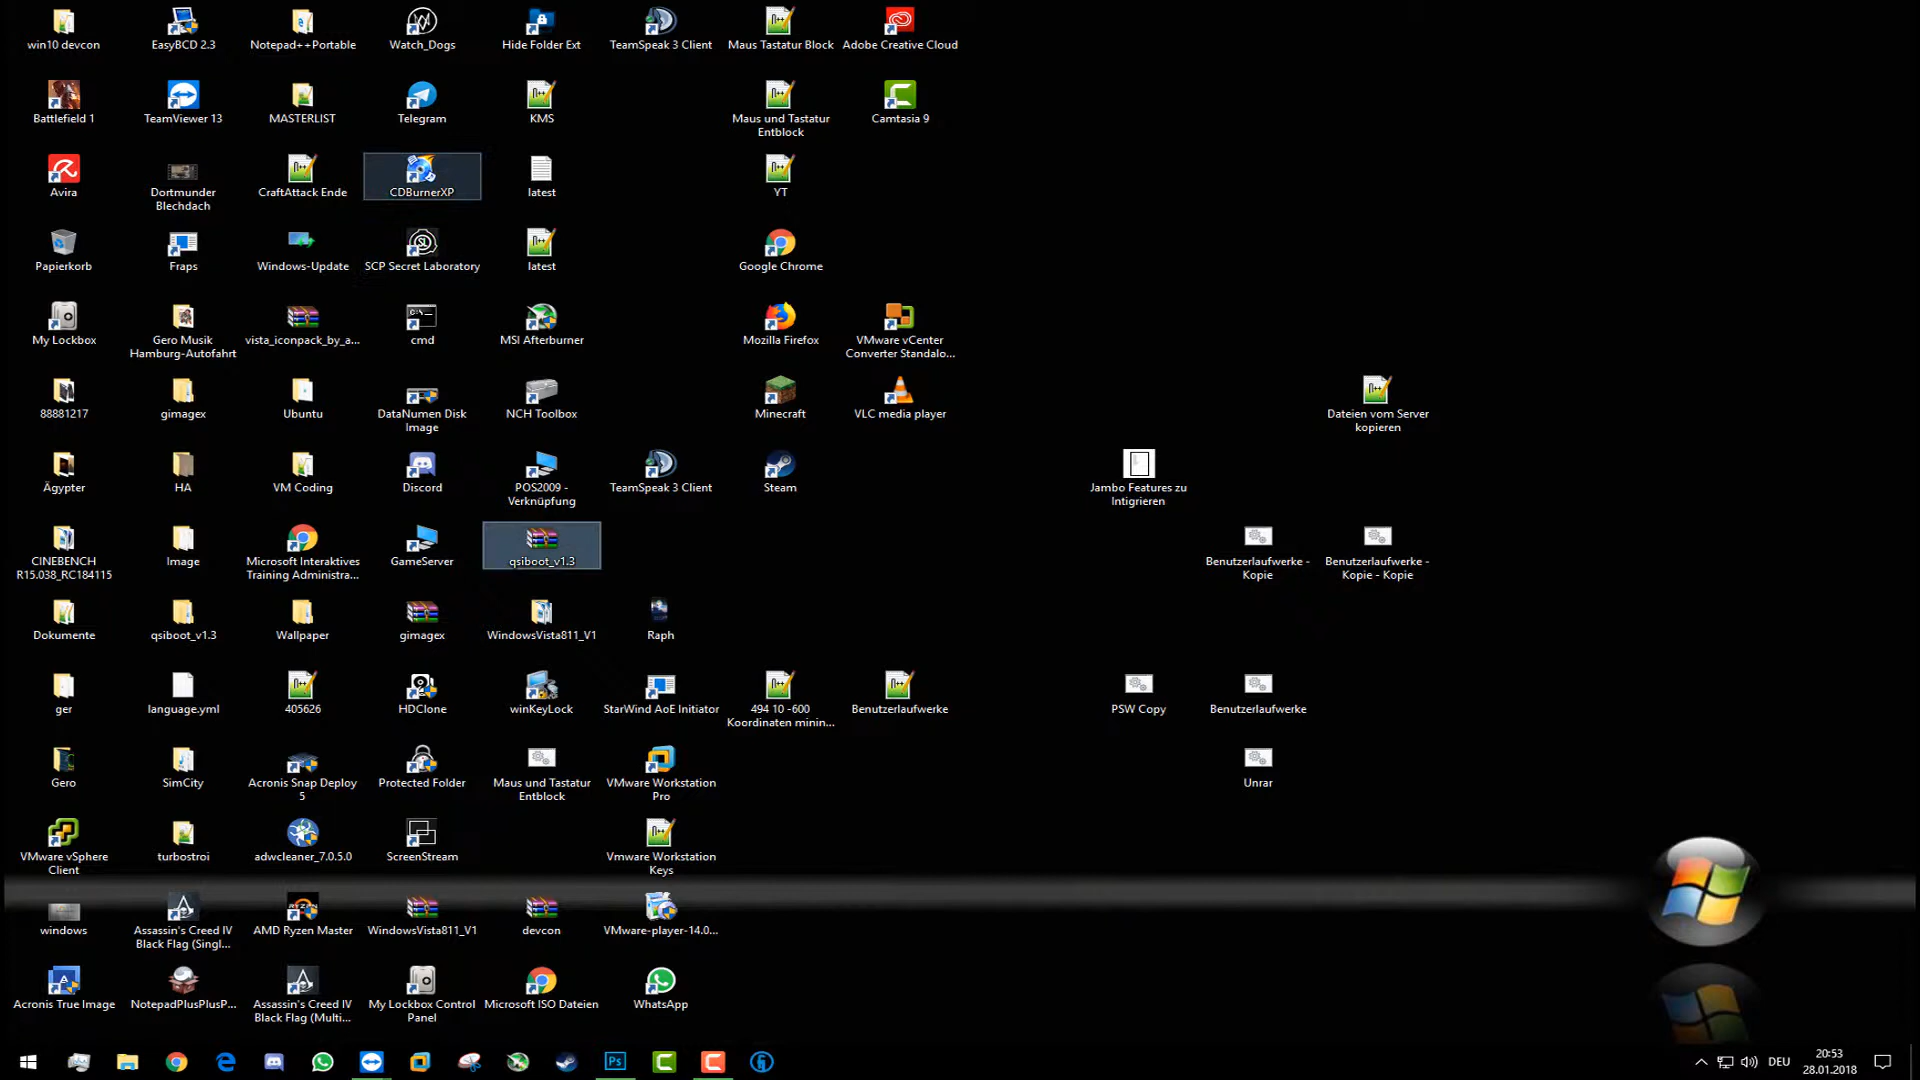 win10 devcon
EasyBCD 2.3
Notepad++Portable
Watch_Dogs
Hide Folder Ext
TeamSpeak 3 Client
Maus Tastatur Block
Adobe Creative Cloud
Battlefield 1
TeamViewer 13
MASTERLIST
Telegram
KMS
Maus und Tastatur
Entblock
Camtasia 9
Avira
Dortmunder
Blechdach
CraftAttack Ende
CDBurnerXP
latest
YT
Papierkorb
Fraps
Windows-Update
SCP Secret Laboratory
latest
Google Chrome
My Lockbox
Gero Musik
Hamburg-Autofahrt
vista_iconpack_by_a...
cmd
MSI Afterburner
Mozilla Firefox
VMware vCenter
Converter Standalo...
88881217
gimagex
Ubuntu
DataNumen Disk
Image
NCH Toolbox
Minecraft
VLC media player
Dateien vom Server
kopieren
Ägypter
HA
VM Coding
Discord
POS2009 -
Verknüpfung
TeamSpeak 3 Client
Steam
Jambo Features zu
Intigrieren
CINEBENCH
R15.038_RC184115
Image
Microsoft Interaktives
Training Administra...
GameServer
qsiboot_v1.3
Benutzerlaufwerke -
Kopie
Benutzerlaufwerke -
Kopie - Kopie
Dokumente
qsiboot_v1.3
Wallpaper
gimagex
WindowsVista811_V1
Raph
ger
language.yml
405626
HDClone
winKeyLock
StarWind AoE Initiator
494 10 -600
Koordinaten minin...
Benutzerlaufwerke
PSW Copy
Benutzerlaufwerke
Gero
SimCity
Acronis Snap Deploy
5
Protected Folder
Maus und Tastatur
Entblock
VMware Workstation
Pro
Unrar
VMware vSphere
Client
turbostroi
adwcleaner_7.0.5.0
ScreenStream
Vmware Workstation
Keys
windows
Assassin's Creed IV
Black Flag (Singl...
RYZEN
AMD Ryzen Master
WindowsVista811_V1
devcon
VMware-player-14.0...
Acronis True Image
NotepadPlusPlusP...
Assassin's Creed IV
Black Flag (Multi...
My Lockbox Control
Panel
Microsoft ISO Dateien
WhatsApp
Ps
DEU
20:53
28.01.2018